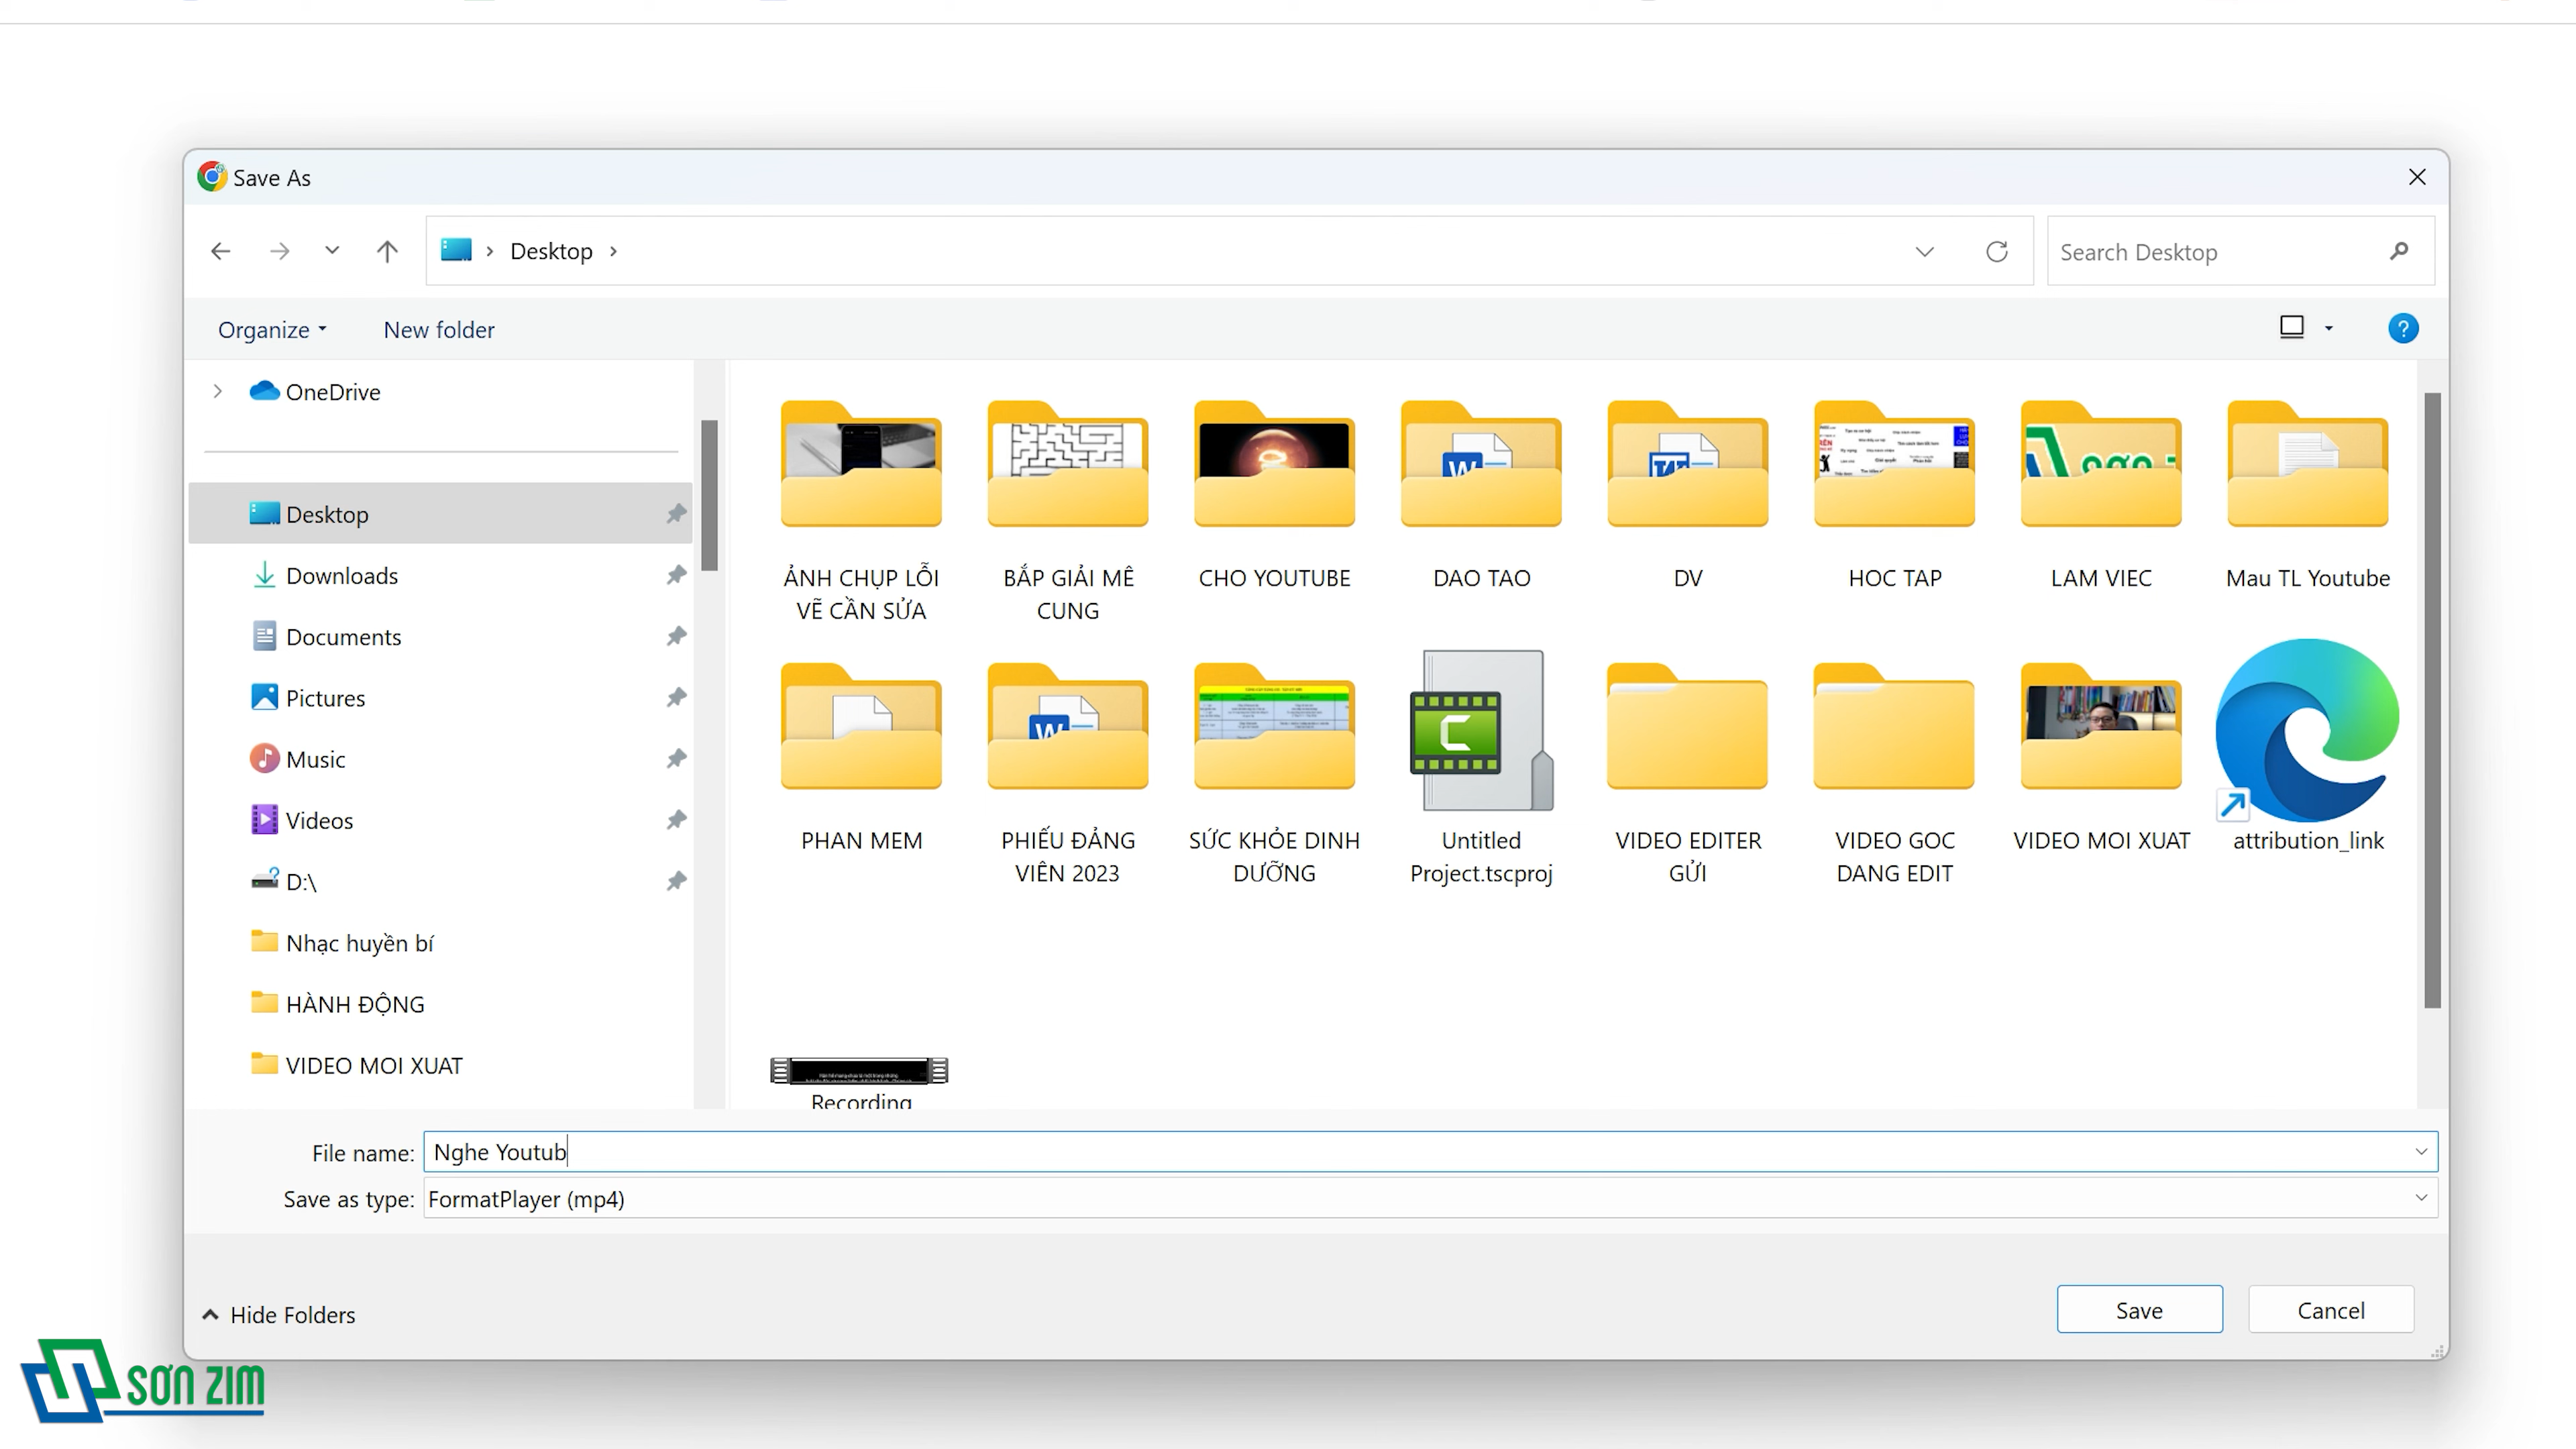 Save As
Desktop
Search Desktop
Organize
New folder
OneDrive
Desktop
Downloads
Documents
Pictures
Music
Videos
D:\
Nhạc huyền bí
HÀNH ĐỘNG
VIDEO MOI XUAT
ẢNH CHỤP LỖI
VẼ CẦN SỬA
BẮP GIẢI MÊ
CUNG
CHO YOUTUBE
DAO TAO
DV
HOC TAP
LAM VIEC
Mau TL Youtube
PHAN MEM
PHIẾU ĐẢNG
VIÊN 2023
SỨC KHỎE DINH
DƯỠNG
Untitled
Project.tscproj
VIDEO EDITER
GỬI
VIDEO GOC
DANG EDIT
VIDEO MOI XUAT
attribution_link
Recording
File name:
Nghe Youtub
Save as type:
FormatPlayer (mp4)
Hide Folders
Save
Cancel
SƠN ZIM